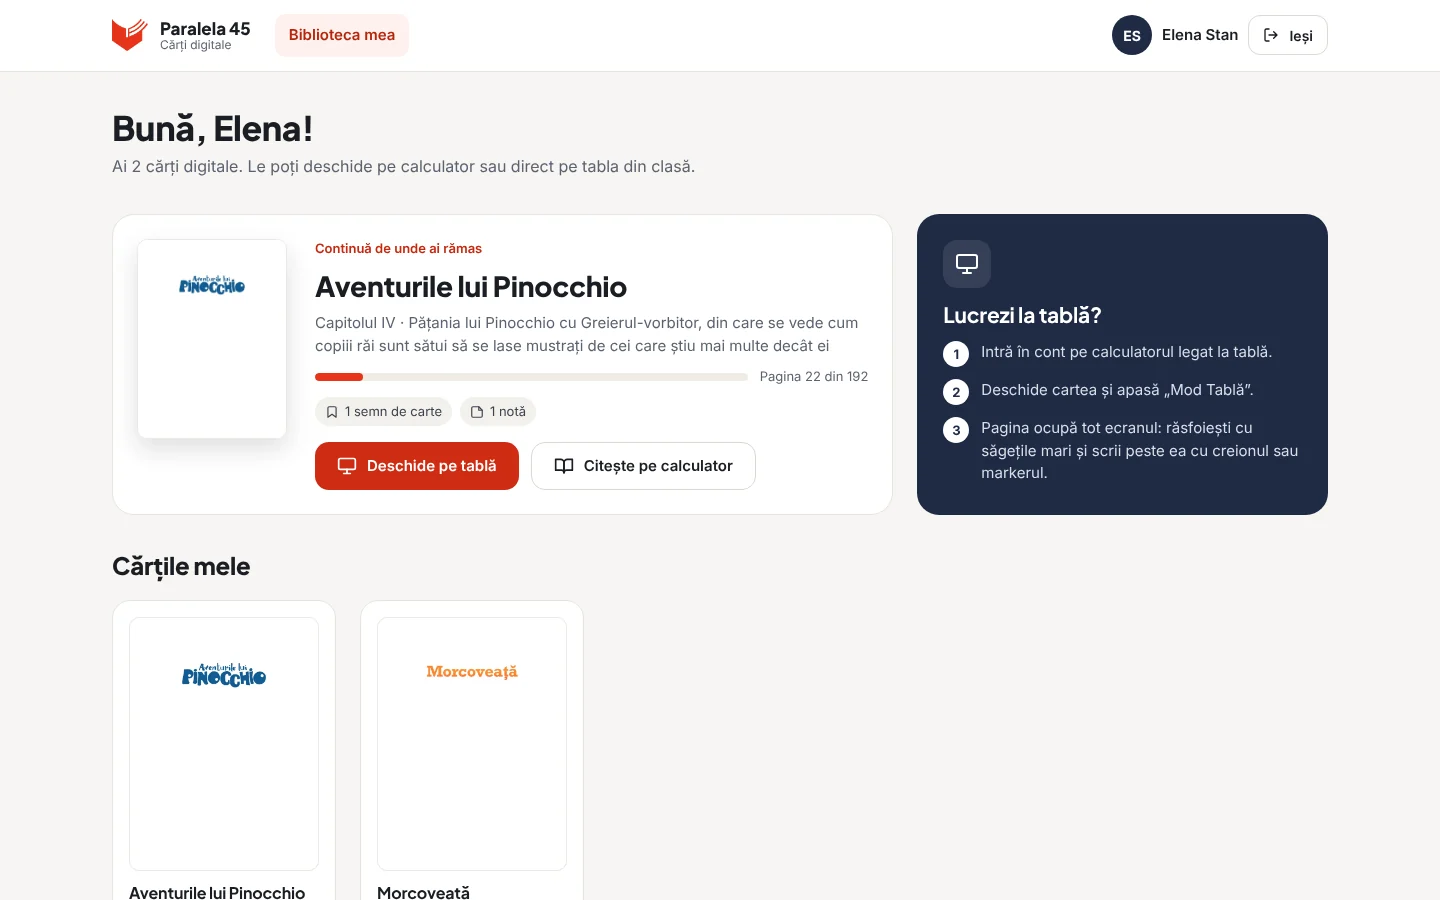 Paralela 45
Cărți digitale
Biblioteca mea
ES
Elena Stan
Ieși
Bună, Elena!
Ai 2 cărți digitale. Le poți deschide pe calculator sau direct pe tabla din clasă.
Aventurile lui
PINOCCHIO
Continuă de unde ai rămas
Aventurile lui Pinocchio
Capitolul IV · Pățania lui Pinocchio cu Greierul-vorbitor, din care se vede cum
copiii răi sunt sătui să se lase mustrați de cei care știu mai multe decât ei
Pagina 22 din 192
1 semn de carte
1 notă
Deschide pe tablă
Citește pe calculator
Lucrezi la tablă?
1 Intră în cont pe calculatorul legat la tablă.
2 Deschide cartea și apasă „Mod Tablă”.
3 Pagina ocupă tot ecranul: răsfoiești cu
săgețile mari și scrii peste ea cu creionul sau
markerul.
Cărțile mele
Aventurile lui
PINOCCHIO
Aventurile lui Pinocchio
Morcoveață
Morcoveață